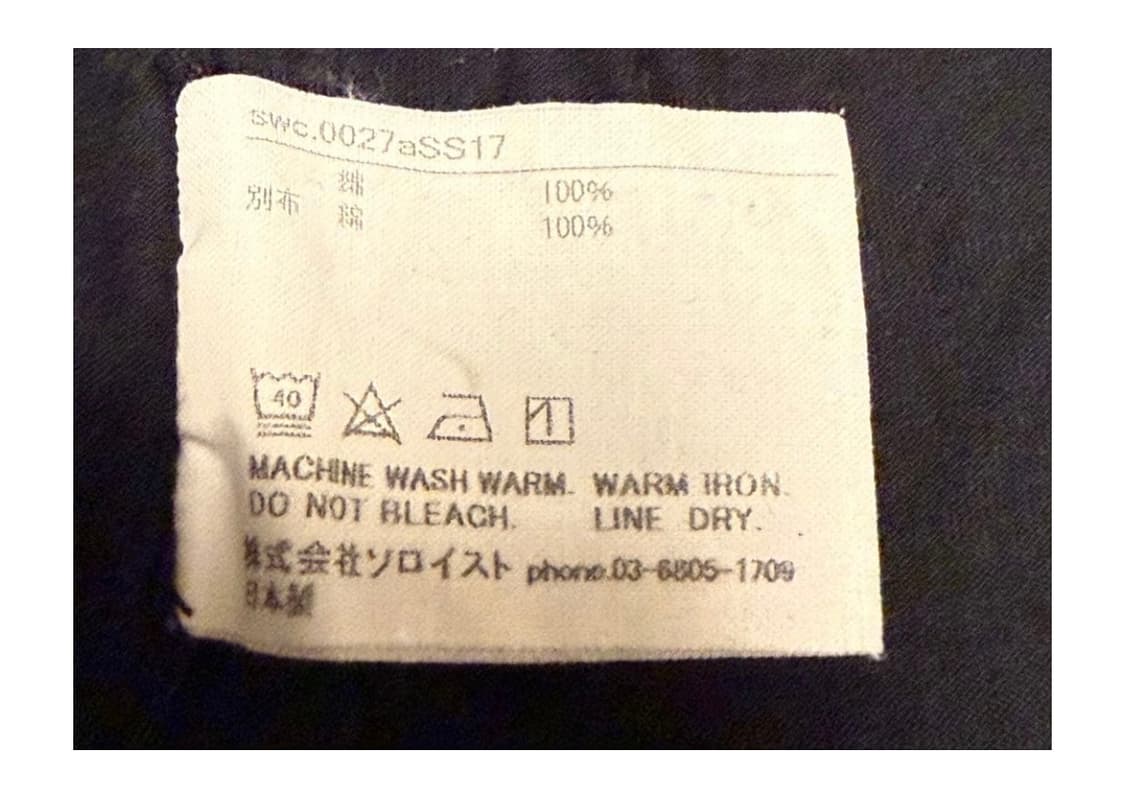 swc.0027aSS17
綿 100%
別布 綿 100%
40
MACHINE WASH WARM. WARM IRON.
DO NOT BLEACH. LINE DRY.
株式会社ソロイスト phone.03-6805-1709
日本製